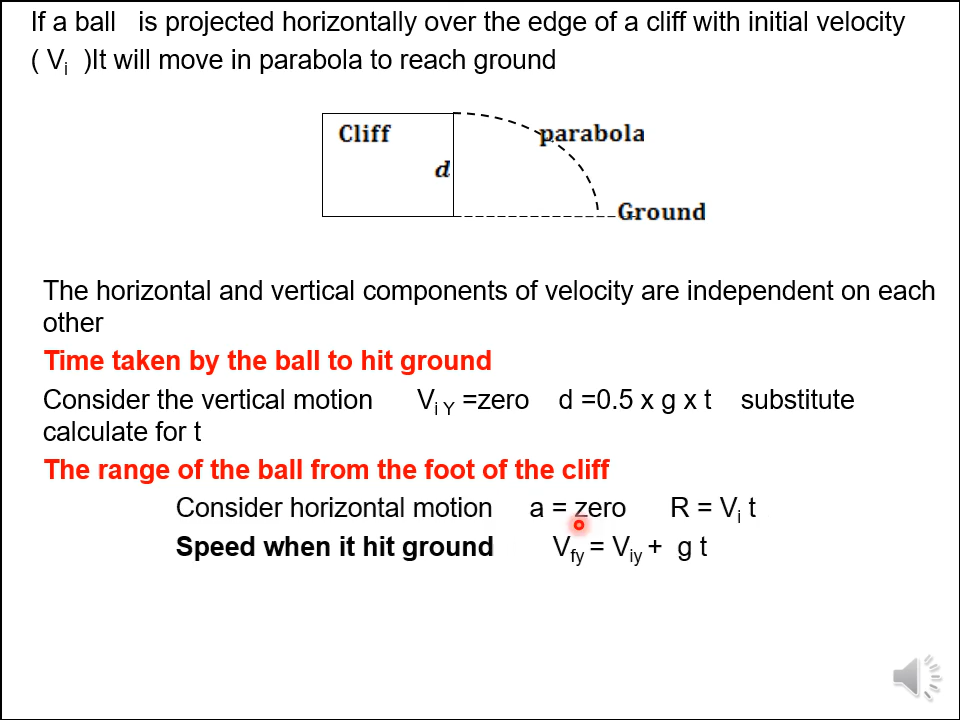 If a ball is projected horizontally over the edge of a cliff with initial velocity
( Vi )It will move in parabola to reach ground
Cliff
parabola
d
Ground
The horizontal and vertical components of velocity are independent on each
other
Time taken by the ball to hit ground
Consider the vertical motion Vi Y =zero d =0.5 x g x t substitute
calculate for t
The range of the ball from the foot of the cliff
Consider horizontal motion a = zero R = Vi t
Speed when it hit ground Vfy = Viy + g t